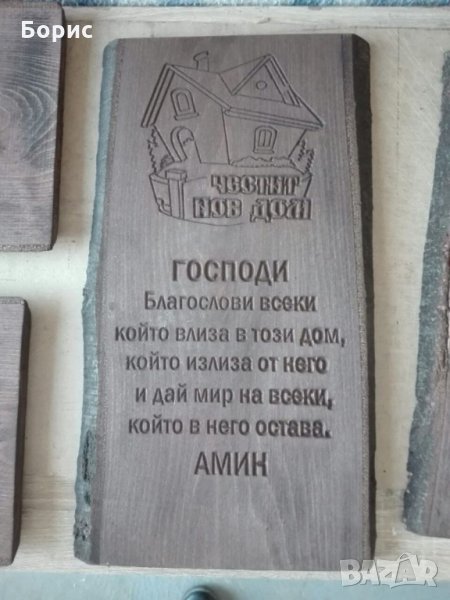 Борис
ЧЕСТИТ
НОВ ДОМ
ГОСПОДИ
Благослови всеки
който влиза в този дом,
който излиза от него
и дай мир на всеки,
който в него остава.
АМИН
BAZAR